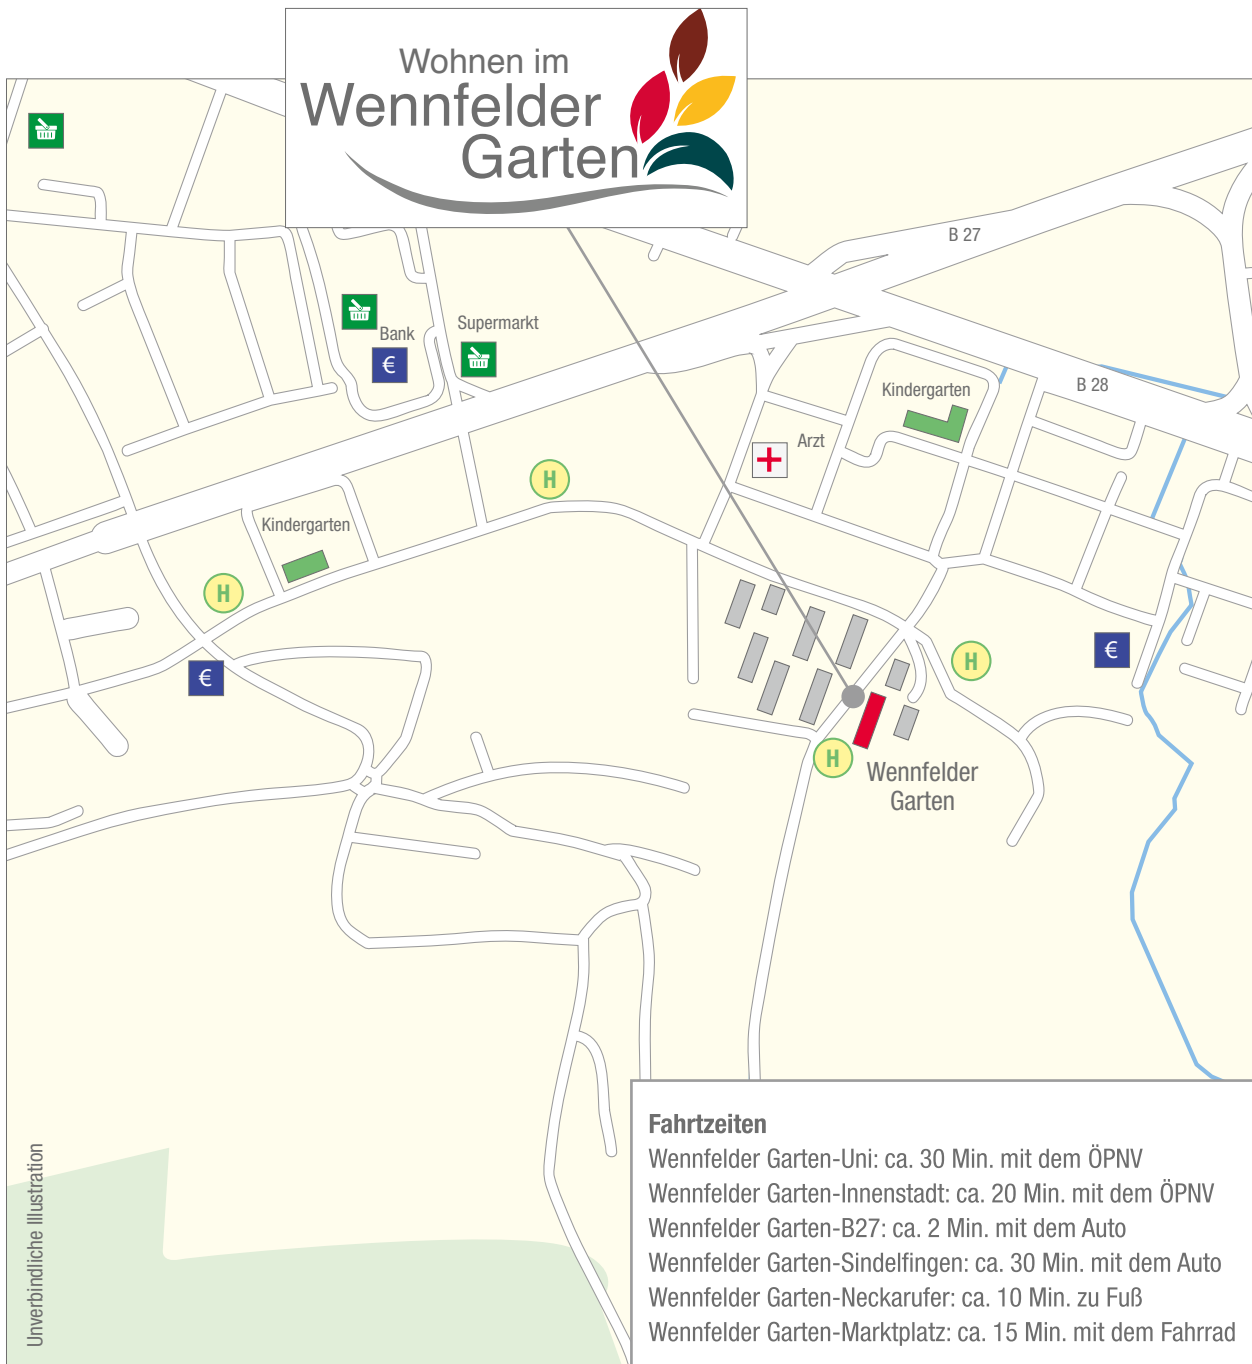 Wohnen im
Wennfelder
Garten
B 27
Supermarkt
Bank
€
B 28
Kindergarten
Arzt
H
Kindergarten
H
€
H
€
H
Wennfelder
Garten
Fahrtzeiten
Wennfelder Garten-Uni: ca. 30 Min. mit dem ÖPNV
Wennfelder Garten-Innenstadt: ca. 20 Min. mit dem ÖPNV
Wennfelder Garten-B27: ca. 2 Min. mit dem Auto
Wennfelder Garten-Sindelfingen: ca. 30 Min. mit dem Auto
Wennfelder Garten-Neckarufer: ca. 10 Min. zu Fuß
Wennfelder Garten-Marktplatz: ca. 15 Min. mit dem Fahrrad
Unverbindliche Illustration